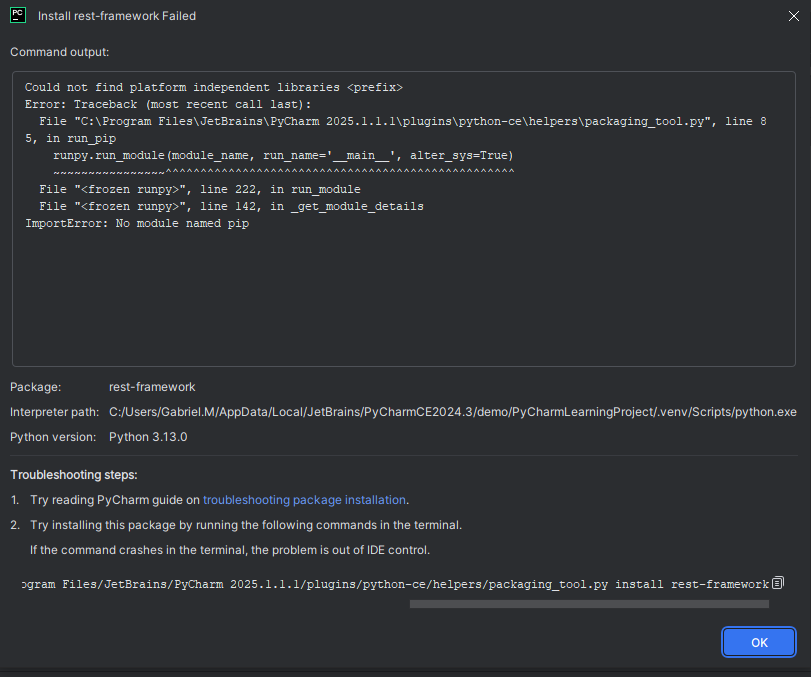 PC
Install rest-framework Failed
Command output:
Could not find platform independent libraries <prefix>
Error: Traceback (most recent call last):
  File "C:\Program Files\JetBrains\PyCharm 2025.1.1.1\plugins\python-ce\helpers\packaging_tool.py", line 8
5, in run_pip
    runpy.run_module(module_name, run_name='__main__', alter_sys=True)
    ~~~~~~~~~~~~~~~~^^^^^^^^^^^^^^^^^^^^^^^^^^^^^^^^^^^^^^^^^^^^^^^^^^
  File "<frozen runpy>", line 222, in run_module
  File "<frozen runpy>", line 142, in _get_module_details
ImportError: No module named pip
Package: rest-framework
Interpreter path: C:/Users/Gabriel.M/AppData/Local/JetBrains/PyCharmCE2024.3/demo/PyCharmLearningProject/.venv/Scripts/python.exe
Python version: Python 3.13.0
Troubleshooting steps:
1. Try reading PyCharm guide on troubleshooting package installation.
2. Try installing this package by running the following commands in the terminal.
If the command crashes in the terminal, the problem is out of IDE control.
ogram Files/JetBrains/PyCharm 2025.1.1.1/plugins/python-ce/helpers/packaging_tool.py install rest-framework
OK